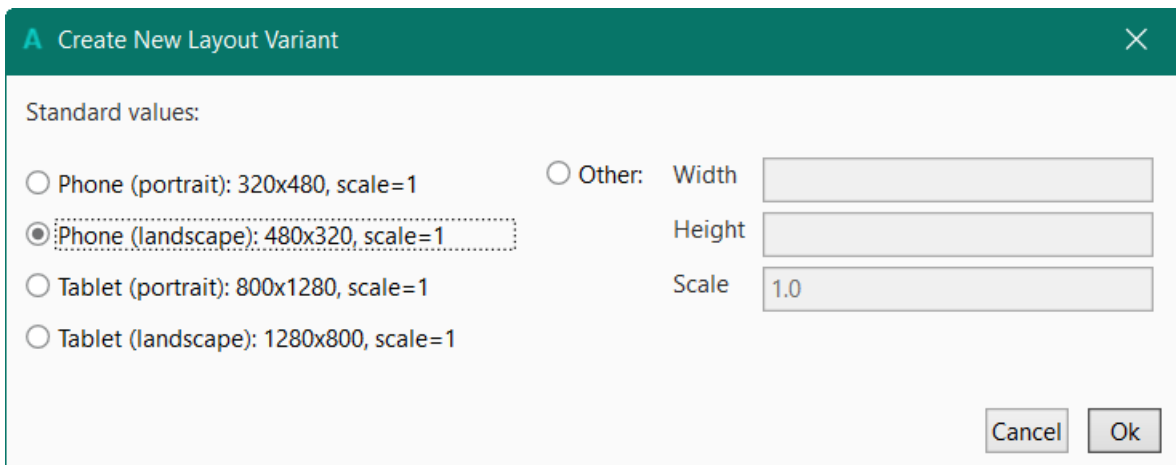 A Create New Layout Variant
Standard values:
Phone (portrait): 320x480, scale=1
Phone (landscape): 480x320, scale=1
Tablet (portrait): 800x1280, scale=1
Tablet (landscape): 1280x800, scale=1
Other: Width
Height
Scale 1.0
Cancel Ok